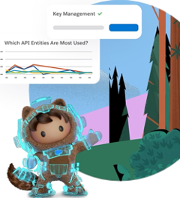 Key Management
Which API Entities Are Most Used?